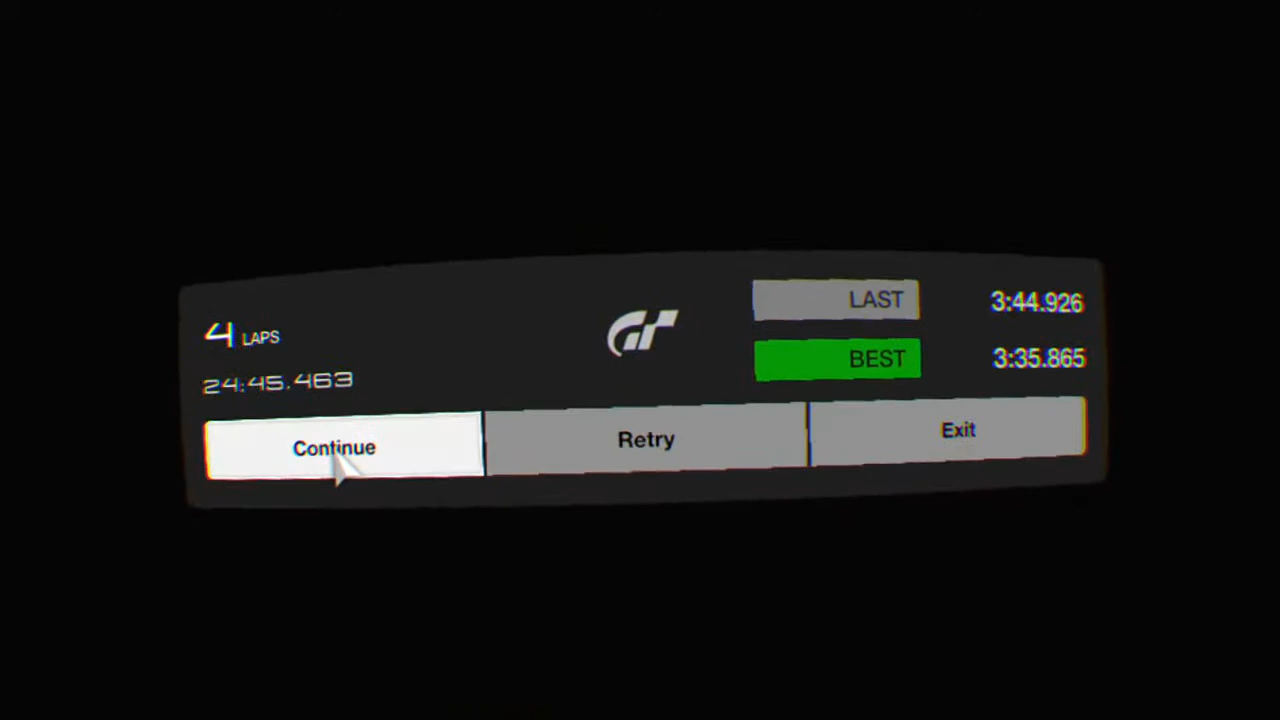 4 LAPS
24:45.463
LAST 3:44.926
BEST 3:35.865
Continue Retry Exit